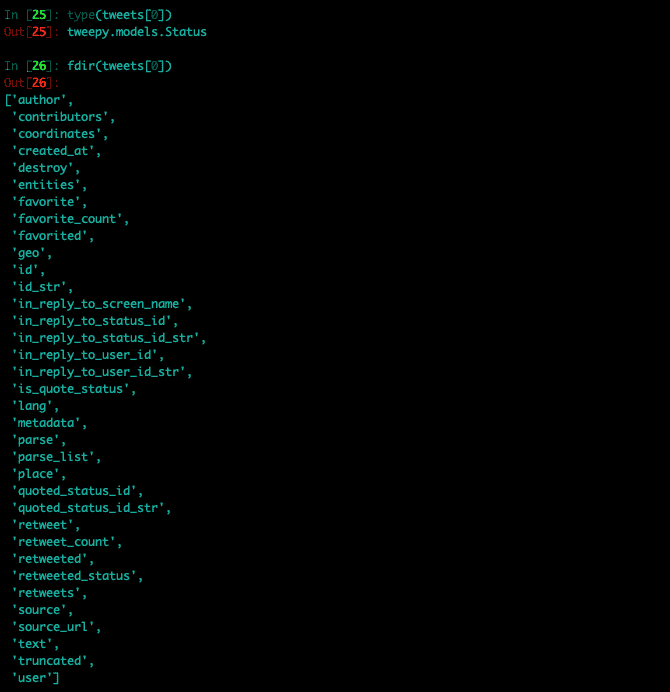 In [25]: type(tweets[0])
Out[25]: tweepy.models.Status
In [26]: fdir(tweets[0])
Out[26]:
['author',
'contributors',
'coordinates',
'created_at',
'destroy',
'entities',
'favorite',
'favorite_count',
'favorited',
'geo',
'id',
'id_str',
'in_reply_to_screen_name',
'in_reply_to_status_id',
'in_reply_to_status_id_str',
'in_reply_to_user_id',
'in_reply_to_user_id_str',
'is_quote_status',
'lang',
'metadata',
'parse',
'parse_list',
'place',
'quoted_status_id',
'quoted_status_id_str',
'retweet',
'retweet_count',
'retweeted',
'retweeted_status',
'retweets',
'source',
'source_url',
'text',
'truncated',
'user']